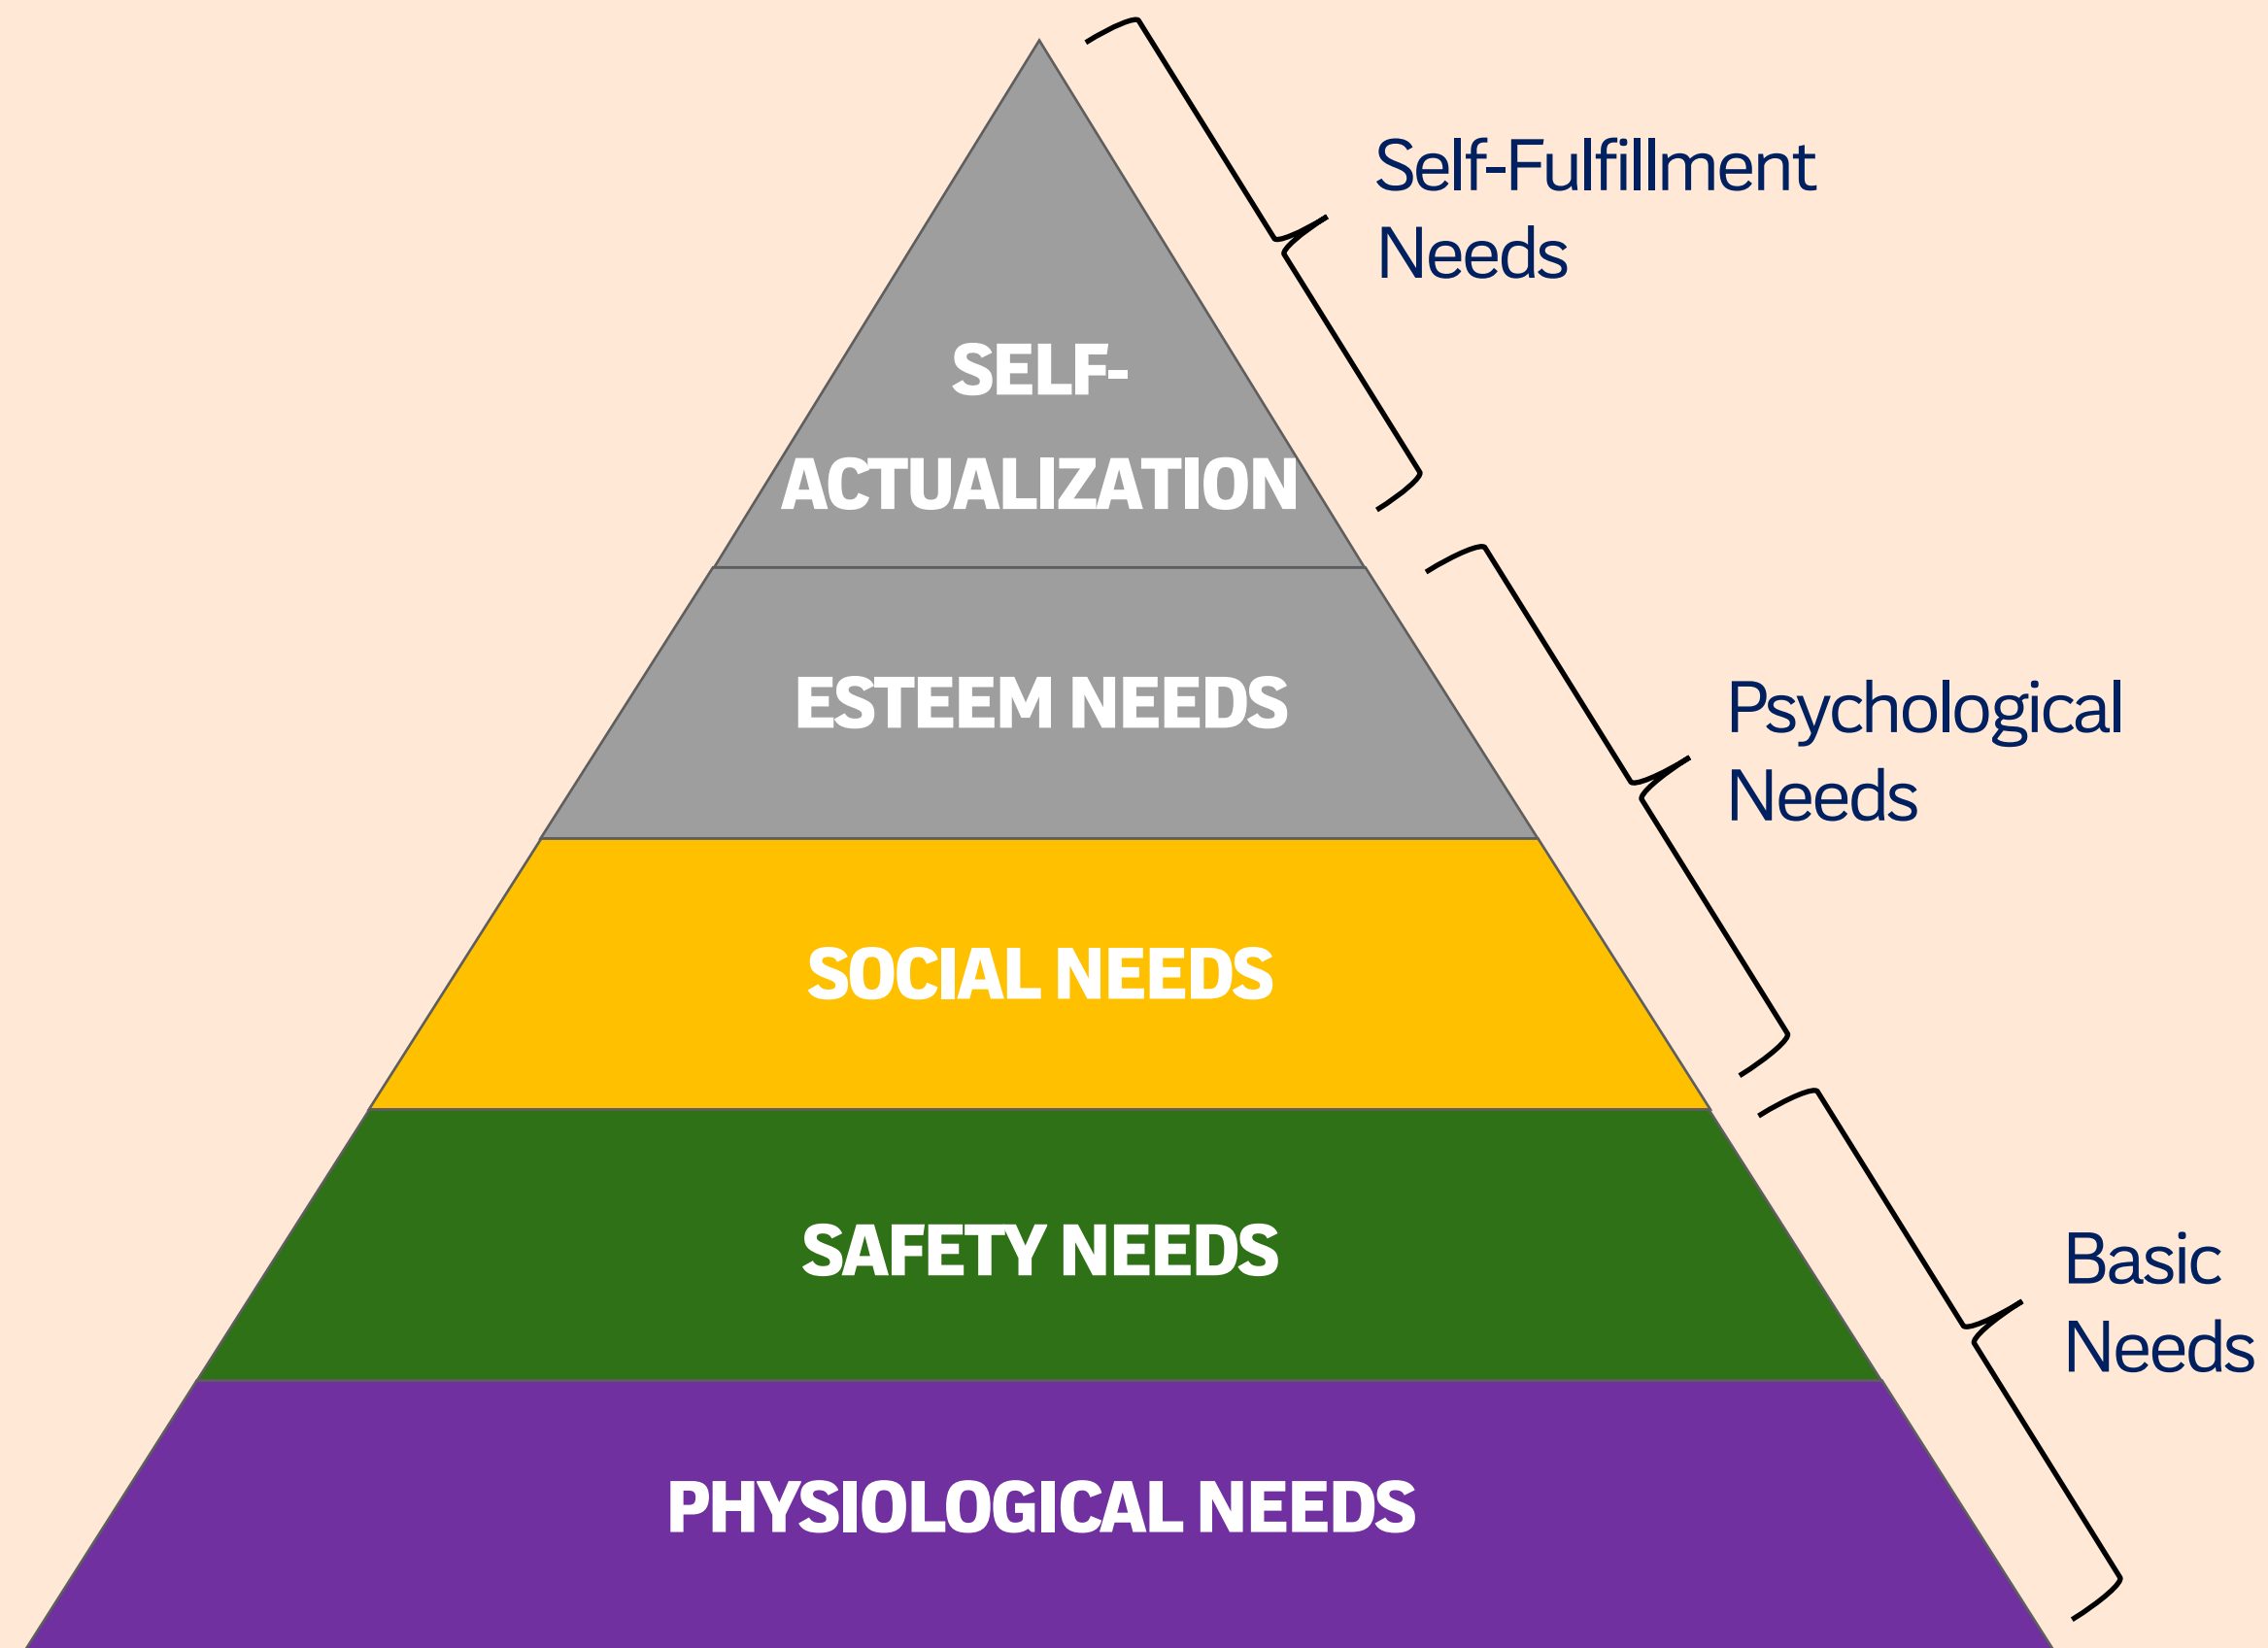 Self-Fulfillment
Needs
SELF-
ACTUALIZATION
ESTEEM NEEDS
Psychological
Needs
SOCIAL NEEDS
SAFETY NEEDS
Basic
Needs
PHYSIOLOGICAL NEEDS